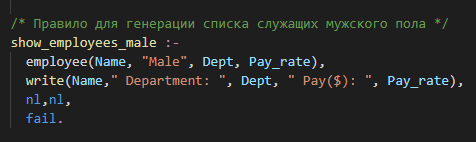 /* Правило для генерации списка служащих мужского пола */
show_employees_male :-
employee(Name, "Male", Dept, Pay_rate),
write(Name," Department: ", Dept, " Pay($): ", Pay_rate),
nl,nl,
fail.